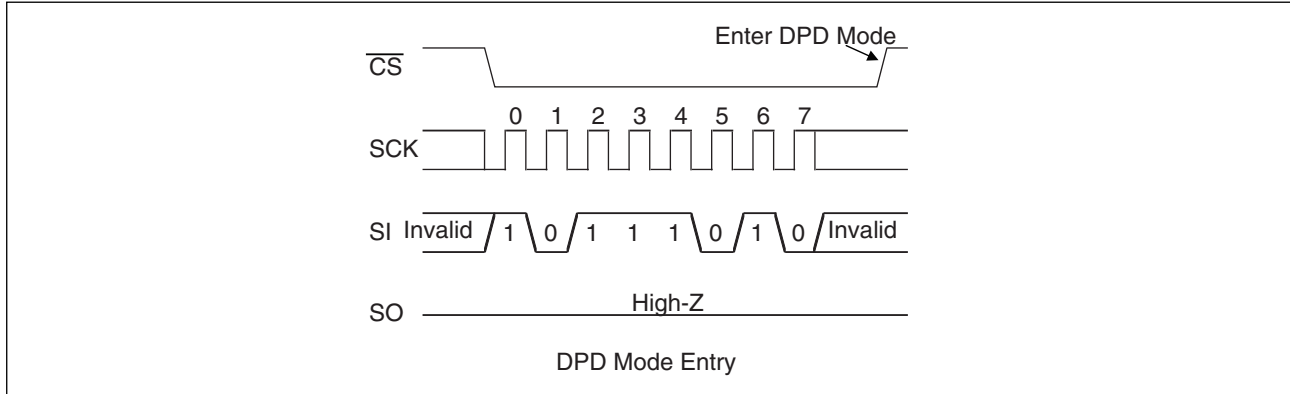 Enter DPD Mode
CS
0 1 2 3 4 5 6 7
SCK
SI Invalid 1 0 1 1 1 0 1 0 Invalid
High-Z
SO
DPD Mode Entry